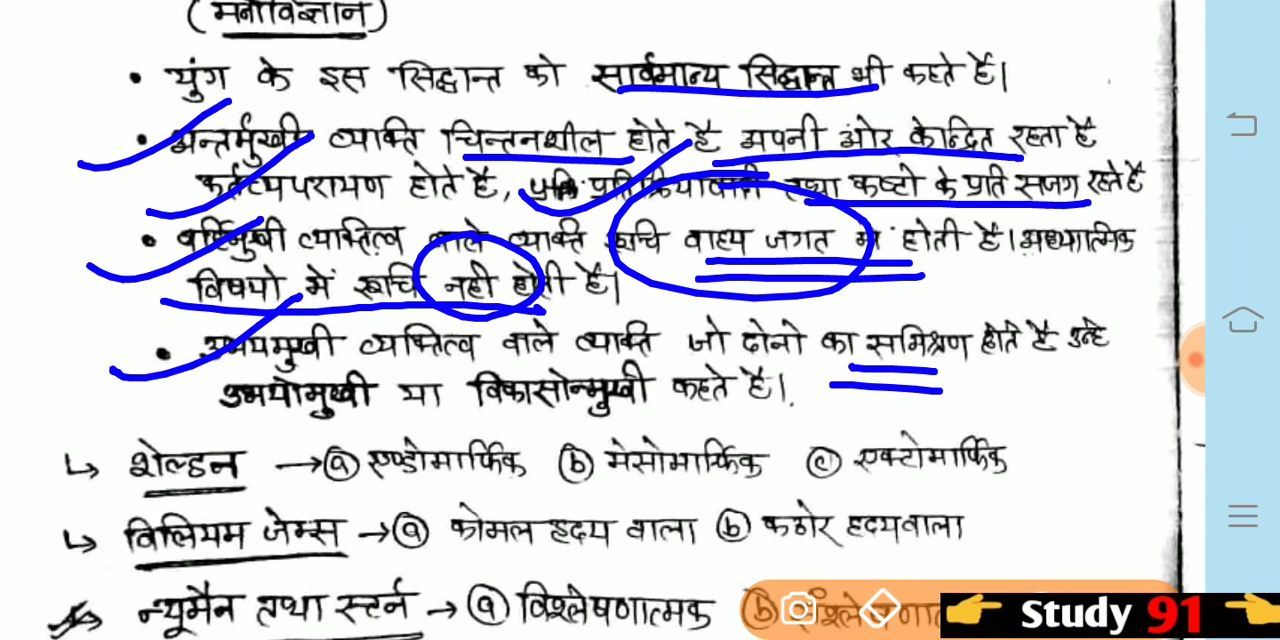 (मनोविज्ञान)
• युंग के इस सिद्धान्त को सार्वमान्य सिद्धान्त भी कहते हैं।
• अन्तर्मुखी व्यक्ति चिन्तनशील होते है अपनी ओर केन्द्रित रहता है
कर्तव्यपरायण होते है, प्रतिक्रियावादी तथा कष्टो के प्रति सजग रहते है
• बर्हिमुखी व्यक्तित्व वाले व्यक्ति रूचि वाह्य जगत में होती है। अध्यात्मिक
विषयो में रूचि नही होती है।
• उभयमुखी व्यक्तित्व वाले व्यक्ति जो दोनो का समिश्रण होते है उन्हे
उभयोमुखी या विकासोन्मुखी कहते है।
↳ शेल्डन → ⓐ एण्डोमार्फिक ⓑ मेसोमार्फिक ⓒ एक्टोमार्फिक
↳ विलियम जेम्स → ⓐ कोमल हृदय वाला ⓑ कठोर हृदयवाला
न्यूमैन तथा स्टर्न → ⓐ विश्लेषणात्मक ⓑ
Study 91